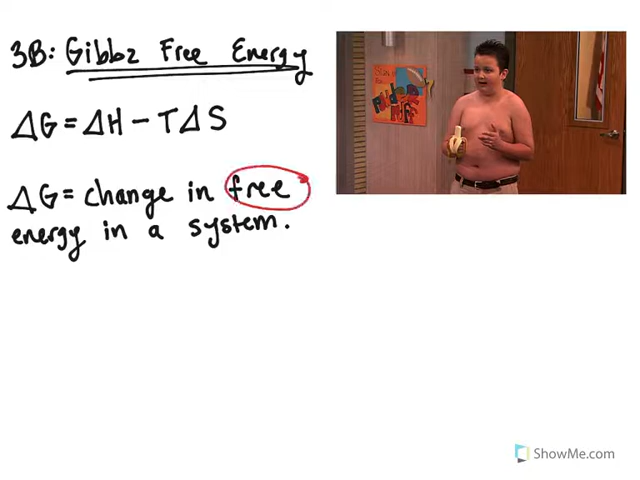 3B: Gibbz Free Energy
ΔG = ΔH − TΔS
ΔG = change in free
energy in a system.
ShowMe.com